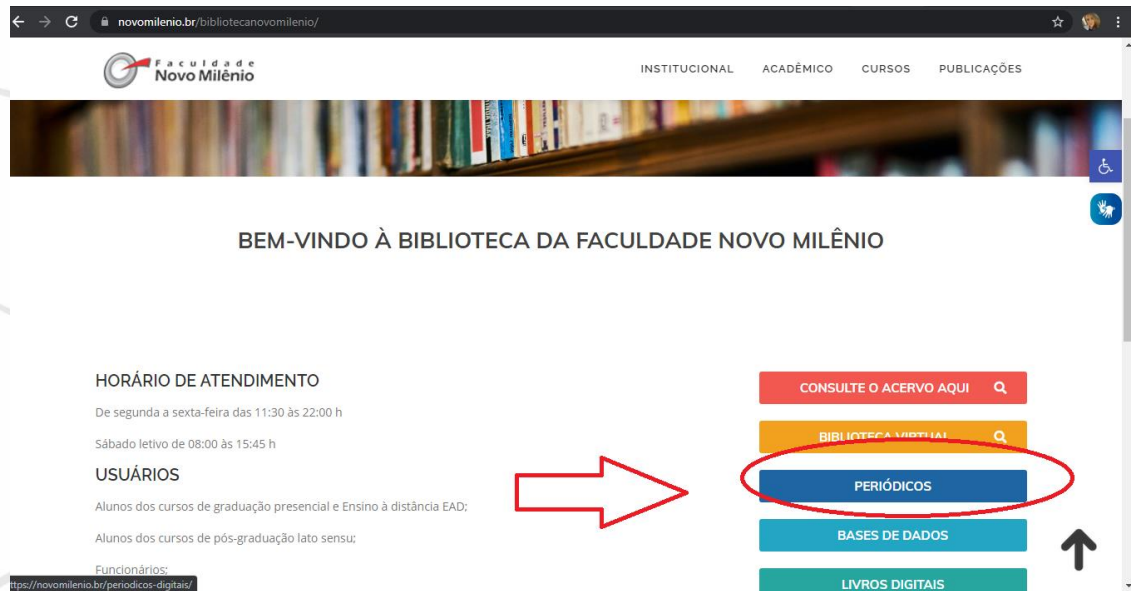 novomilenio.br/bibliotecanovomilenio/
Faculdade
Novo Milênio
INSTITUCIONAL ACADÊMICO CURSOS PUBLICAÇÕES
BEM-VINDO À BIBLIOTECA DA FACULDADE NOVO MILÊNIO
HORÁRIO DE ATENDIMENTO
De segunda a sexta-feira das 11:30 às 22:00 h
Sábado letivo de 08:00 às 15:45 h
USUÁRIOS
Alunos dos cursos de graduação presencial e Ensino à distância EAD;
Alunos dos cursos de pós-graduação lato sensu;
Funcionários;
CONSULTE O ACERVO AQUI
BIBLIOTECA VIRTUAL
PERIÓDICOS
BASES DE DADOS
LIVROS DIGITAIS
ttps://novomilenio.br/periodicos-digitais/